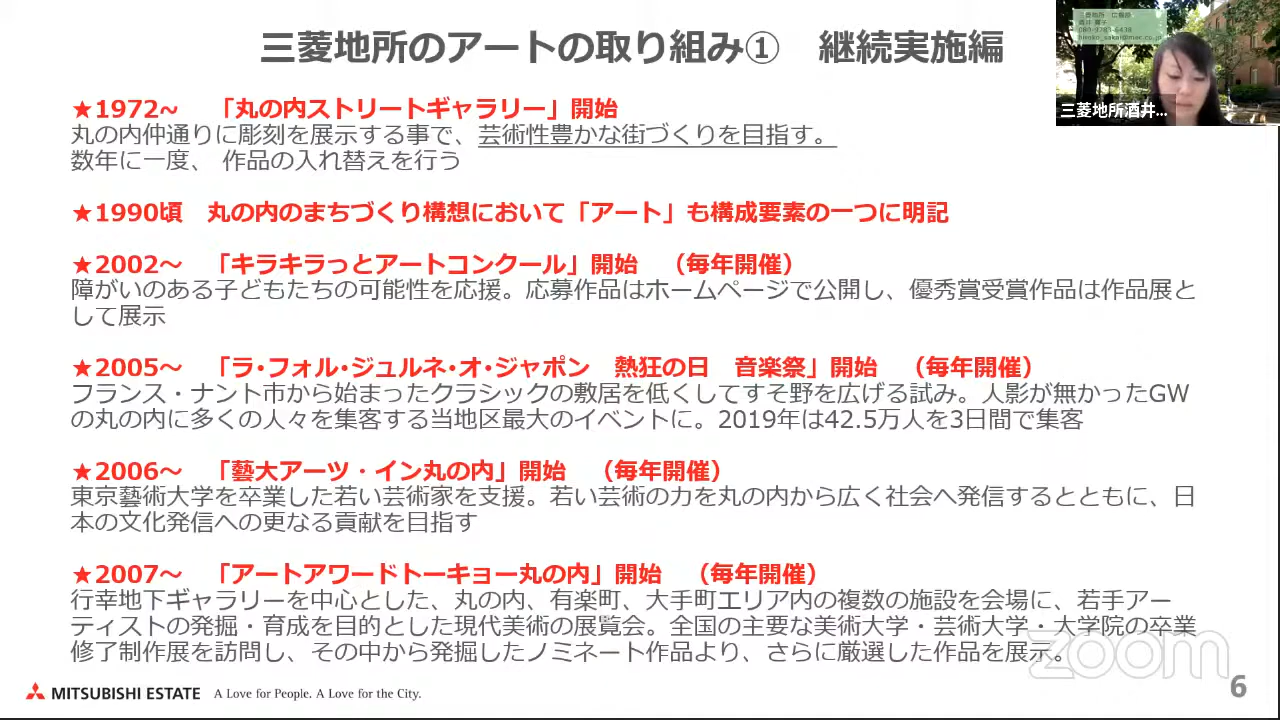 三菱地所のアートの取り組み① 継続実施編
★1972~ 「丸の内ストリートギャラリー」開始
丸の内仲通りに彫刻を展示する事で、芸術性豊かな街づくりを目指す。
数年に一度、 作品の入れ替えを行う
★1990頃 丸の内のまちづくり構想において「アート」も構成要素の一つに明記
★2002～ 「キラキラっとアートコンクール」開始 （毎年開催）
障がいのある子どもたちの可能性を応援。応募作品はホームページで公開し、優秀賞受賞作品は作品展と
して展示
★2005～ 「ラ・フォル・ジュルネ・オ・ジャポン 熱狂の日 音楽祭」開始 （毎年開催）
フランス・ナント市から始まったクラシックの敷居を低くしてすそ野を広げる試み。人影が無かったGW
の丸の内に多くの人々を集客する当地区最大のイベントに。2019年は42.5万人を3日間で集客
★2006～ 「藝大アーツ・イン丸の内」開始 （毎年開催）
東京藝術大学を卒業した若い芸術家を支援。若い芸術の力を丸の内から広く社会へ発信するとともに、日
本の文化発信への更なる貢献を目指す
★2007～ 「アートアワードトーキョー丸の内」開始 （毎年開催）
行幸地下ギャラリーを中心とした、丸の内、有楽町、大手町エリア内の複数の施設を会場に、若手アー
ティストの発掘・育成を目的とした現代美術の展覧会。全国の主要な美術大学・芸術大学・大学院の卒業
修了制作展を訪問し、その中から発掘したノミネート作品より、さらに厳選した作品を展示。
MITSUBISHI ESTATE A Love for People. A Love for the City.
6
zoom
三菱地所酒井...